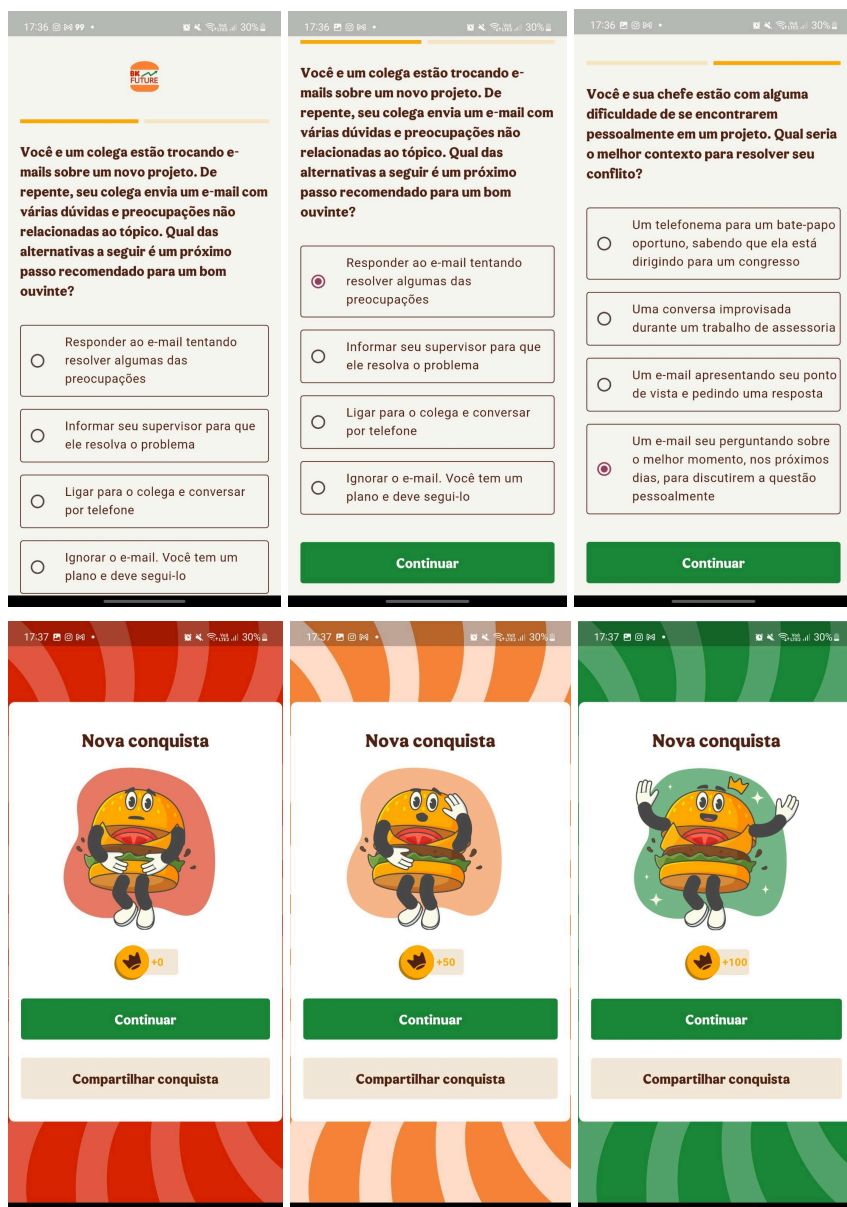 17:36 99 • 30%
BK
FUTURE
Você e um colega estão trocando e-
mails sobre um novo projeto. De
repente, seu colega envia um e-mail com
várias dúvidas e preocupações não
relacionadas ao tópico. Qual das
alternativas a seguir é um próximo
passo recomendado para um bom
ouvinte?
Responder ao e-mail tentando
resolver algumas das
preocupações
Informar seu supervisor para que
ele resolva o problema
Ligar para o colega e conversar
por telefone
Ignorar o e-mail. Você tem um
plano e deve segui-lo
17:36 • 30%
Você e um colega estão trocando e-
mails sobre um novo projeto. De
repente, seu colega envia um e-mail com
várias dúvidas e preocupações não
relacionadas ao tópico. Qual das
alternativas a seguir é um próximo
passo recomendado para um bom
ouvinte?
Responder ao e-mail tentando
resolver algumas das
preocupações
Informar seu supervisor para que
ele resolva o problema
Ligar para o colega e conversar
por telefone
Ignorar o e-mail. Você tem um
plano e deve segui-lo
Continuar
17:36 • 30%
Você e sua chefe estão com alguma
dificuldade de se encontrarem
pessoalmente em um projeto. Qual seria
o melhor contexto para resolver seu
conflito?
Um telefonema para um bate-papo
oportuno, sabendo que ela está
dirigindo para um congresso
Uma conversa improvisada
durante um trabalho de assessoria
Um e-mail apresentando seu ponto
de vista e pedindo uma resposta
Um e-mail seu perguntando sobre
o melhor momento, nos próximos
dias, para discutirem a questão
pessoalmente
Continuar
17:37 • 30%
Nova conquista
+0
Continuar
Compartilhar conquista
17:37 • 30%
Nova conquista
+50
Continuar
Compartilhar conquista
17:37 • 30%
Nova conquista
+100
Continuar
Compartilhar conquista